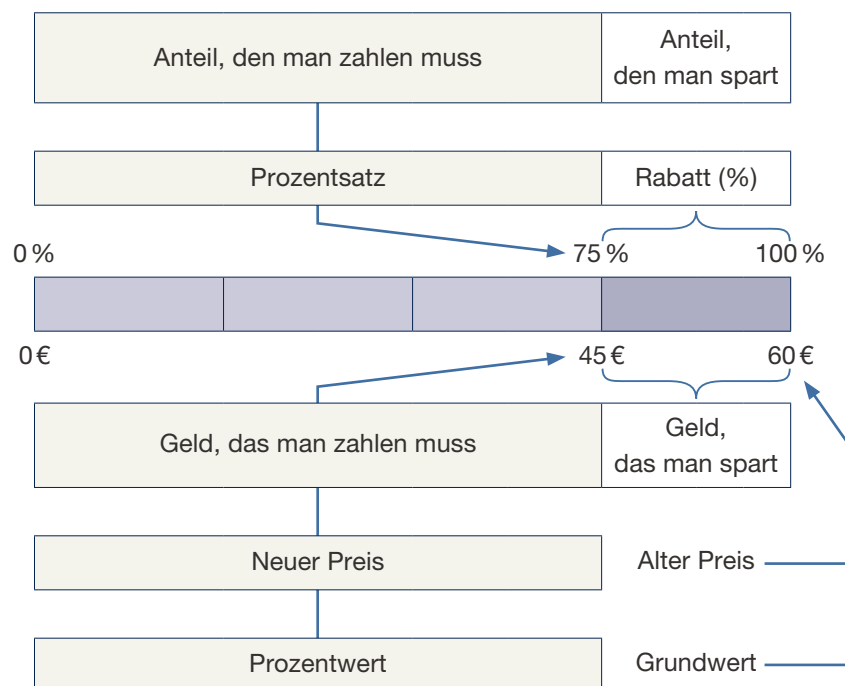 Anteil, den man zahlen muss
Anteil,
den man spart
Prozentsatz
Rabatt (%)
0 %
75 %
100 %
0 €
45 €
60 €
Geld, das man zahlen muss
Geld,
das man spart
Neuer Preis
Alter Preis
Prozentwert
Grundwert